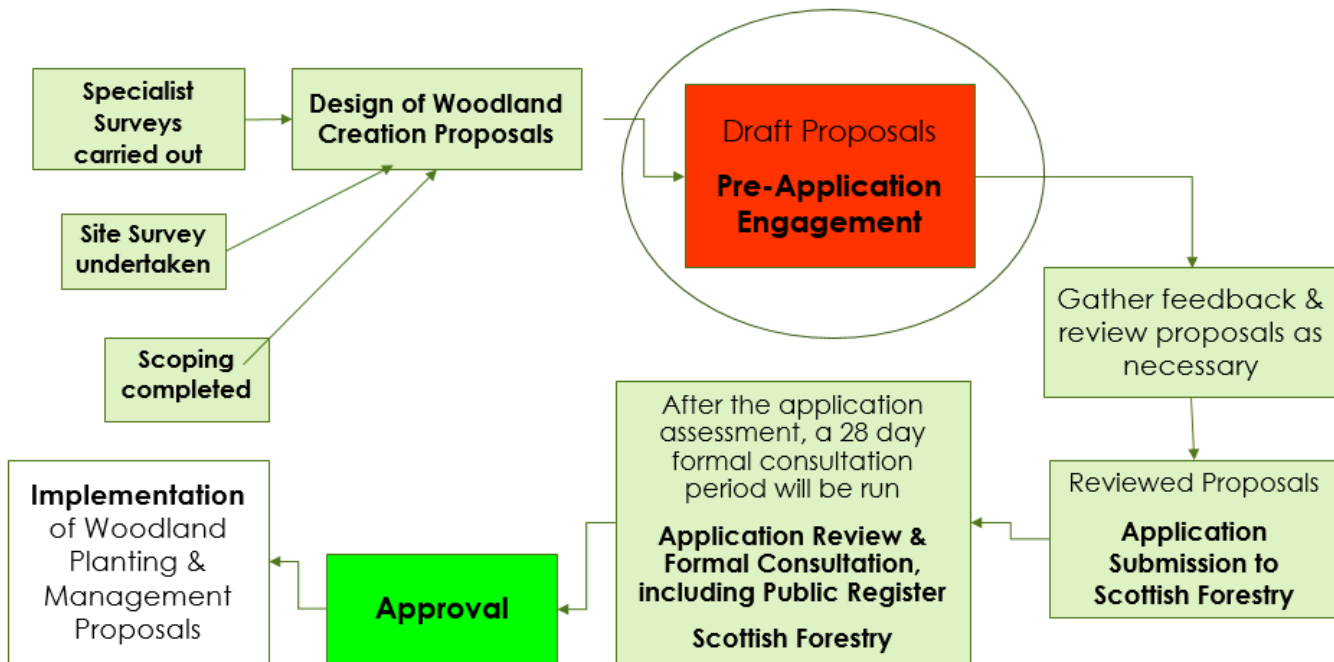 Specialist
Surveys
carried out
Design of Woodland
Creation Proposals
Draft Proposals
Pre-Application
Engagement
Site Survey
undertaken
Gather feedback &
review proposals as
necessary
Scoping
completed
After the application
assessment, a 28 day
formal consultation
period will be run
Application Review &
Formal Consultation,
including Public Register
Scottish Forestry
Reviewed Proposals
Application
Submission to
Scottish Forestry
Approval
Implementation
of Woodland
Planting &
Management
Proposals